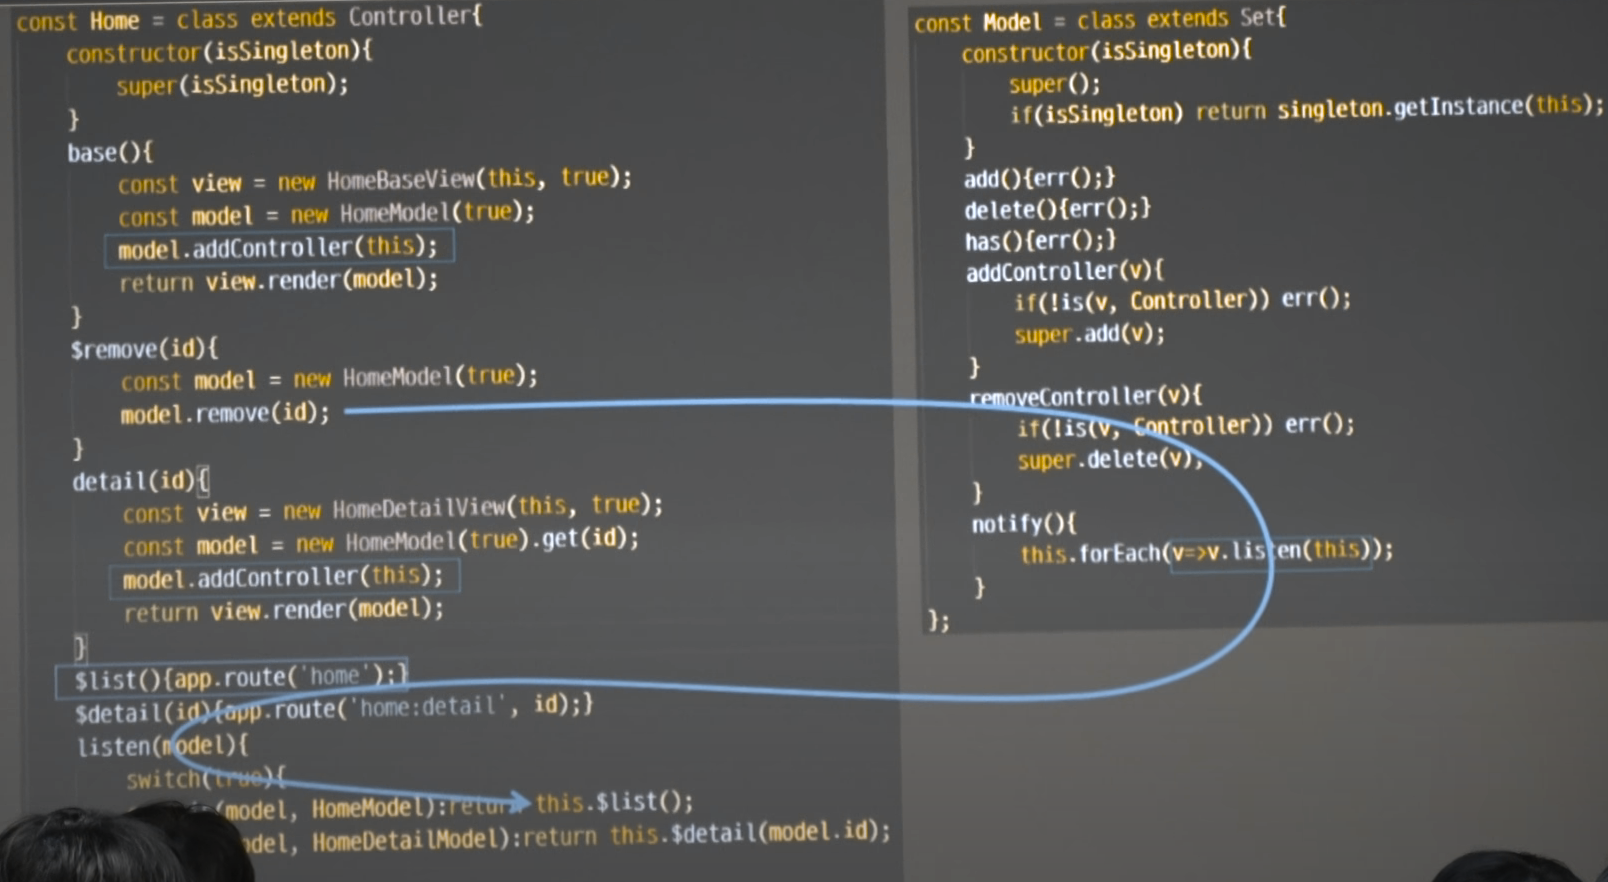 const Home = class extends Controller{
constructor(isSingleton){
super(isSingleton);
}
base(){
const view = new HomeBaseView(this, true);
const model = new HomeModel(true);
model.addController(this);
return view.render(model);
}
$remove(id){
const model = new HomeModel(true);
model.remove(id);
}
detail(id){
const view = new HomeDetailView(this, true);
const model = new HomeModel(true).get(id);
model.addController(this);
return view.render(model);
}
$list(){app.route('home');}
$detail(id){app.route('home:detail', id);}
listen(model){
switch(true){
(model, HomeModel):return this.$list();
HomeDetailModel):return this.$detail(model.id);
const Model = class extends Set{
constructor(isSingleton){
super();
if(isSingleton) return singleton.getInstance(this);
}
add(){err();}
delete(){err();}
has(){err();}
addController(v){
if(!is(v, Controller)) err();
super.add(v);
}
removeController(v){
if(!is(v, Controller)) err();
super.delete(v);
}
notify(){
this.forEach(v=>v.listen(this));
}
};